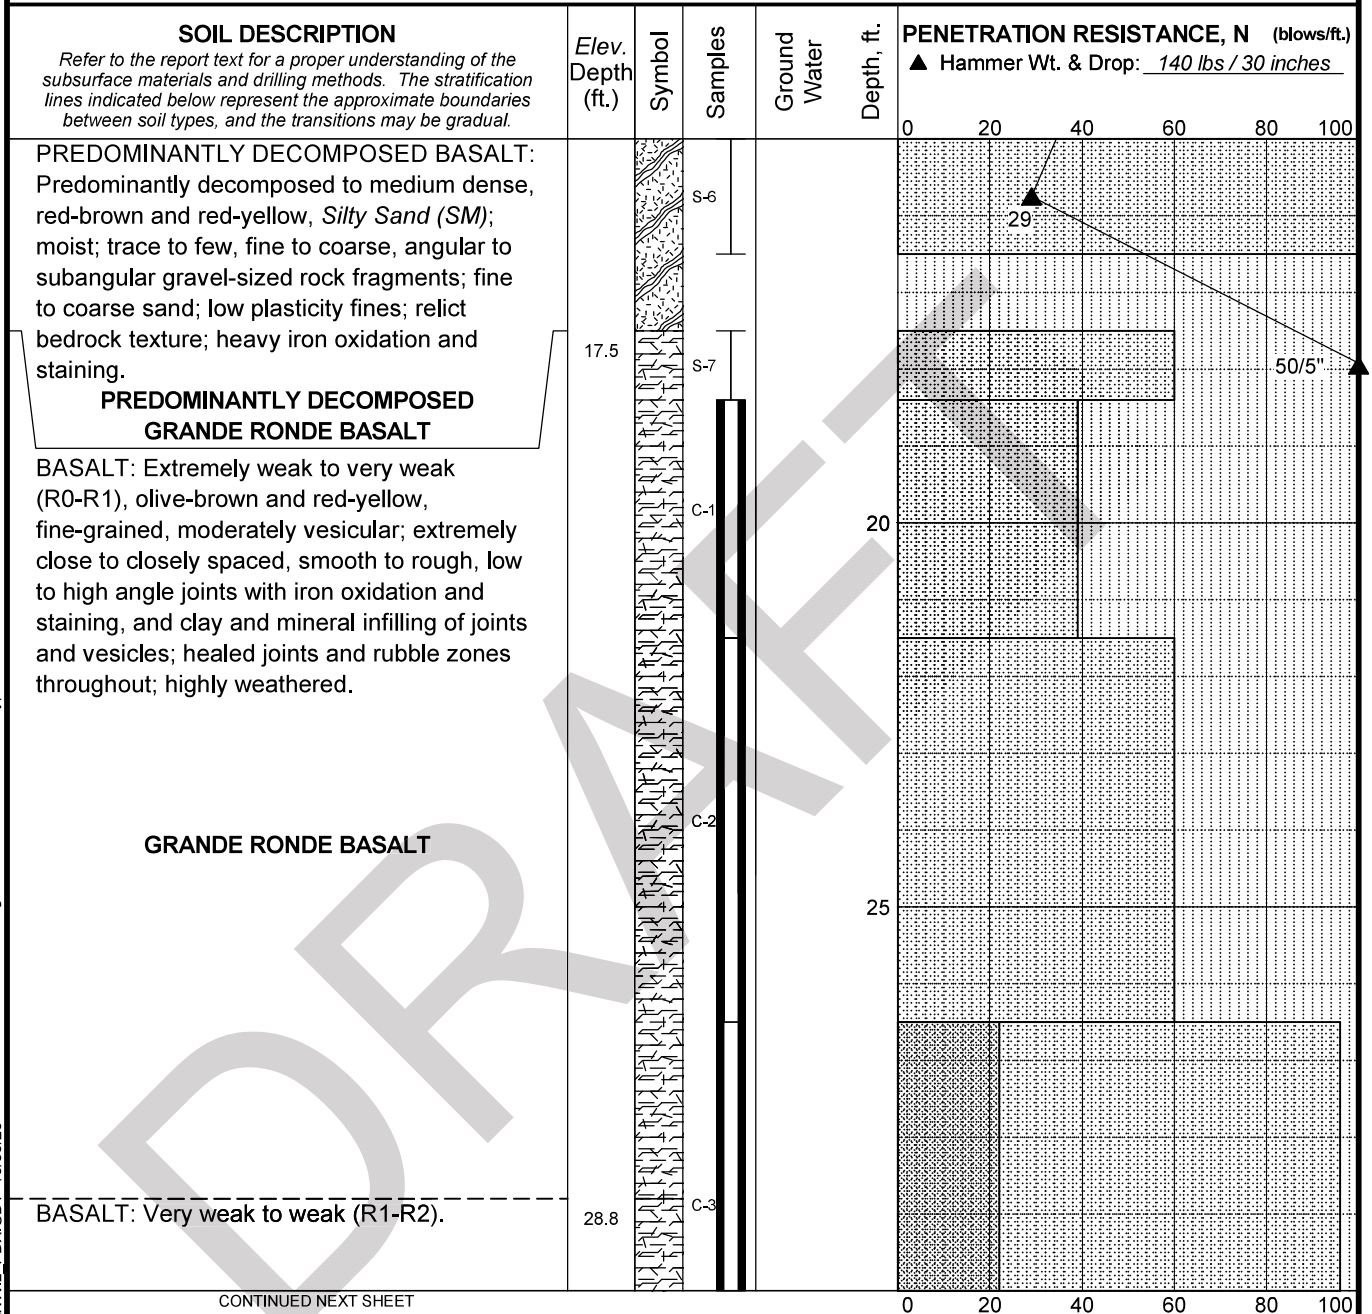 SOIL DESCRIPTION
Refer to the report text for a proper understanding of the
subsurface materials and drilling methods. The stratification
lines indicated below represent the approximate boundaries
between soil types, and the transitions may be gradual.
Elev.
Depth
(ft.)
Symbol
Samples
Ground
Water
Depth, ft.
PENETRATION RESISTANCE, N (blows/ft.)
▲ Hammer Wt. & Drop: 140 lbs / 30 inches
0 20 40 60 80 100
PREDOMINANTLY DECOMPOSED BASALT:
Predominantly decomposed to medium dense,
red-brown and red-yellow, Silty Sand (SM);
moist; trace to few, fine to coarse, angular to
subangular gravel-sized rock fragments; fine
to coarse sand; low plasticity fines; relict
bedrock texture; heavy iron oxidation and
staining.
PREDOMINANTLY DECOMPOSED
GRANDE RONDE BASALT
17.5
S-6
S-7
29
50/5"
BASALT: Extremely weak to very weak
(R0-R1), olive-brown and red-yellow,
fine-grained, moderately vesicular; extremely
close to closely spaced, smooth to rough, low
to high angle joints with iron oxidation and
staining, and clay and mineral infilling of joints
and vesicles; healed joints and rubble zones
throughout; highly weathered.
C-1
20
GRANDE RONDE BASALT
C-2
25
BASALT: Very weak to weak (R1-R2).
28.8
C-3
CONTINUED NEXT SHEET
0 20 40 60 80 100
DRAFT